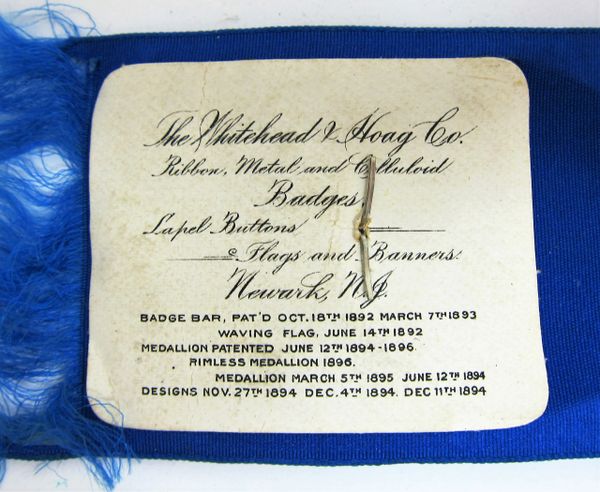 The Whitehead & Hoag Co.
Ribbon, Metal and Celluloid
Badges,
Lapel Buttons
& Flags and Banners.
Newark, N.J.
BADGE BAR, PAT'D OCT. 18TH 1892 MARCH 7TH 1893
WAVING FLAG, JUNE 14TH 1892
MEDALLION PATENTED JUNE 12TH 1894-1896.
RIMLESS MEDALLION 1896.
MEDALLION MARCH 5TH 1895 JUNE 12TH 1894
DESIGNS NOV. 27TH 1894 DEC. 4TH 1894. DEC 11TH 1894